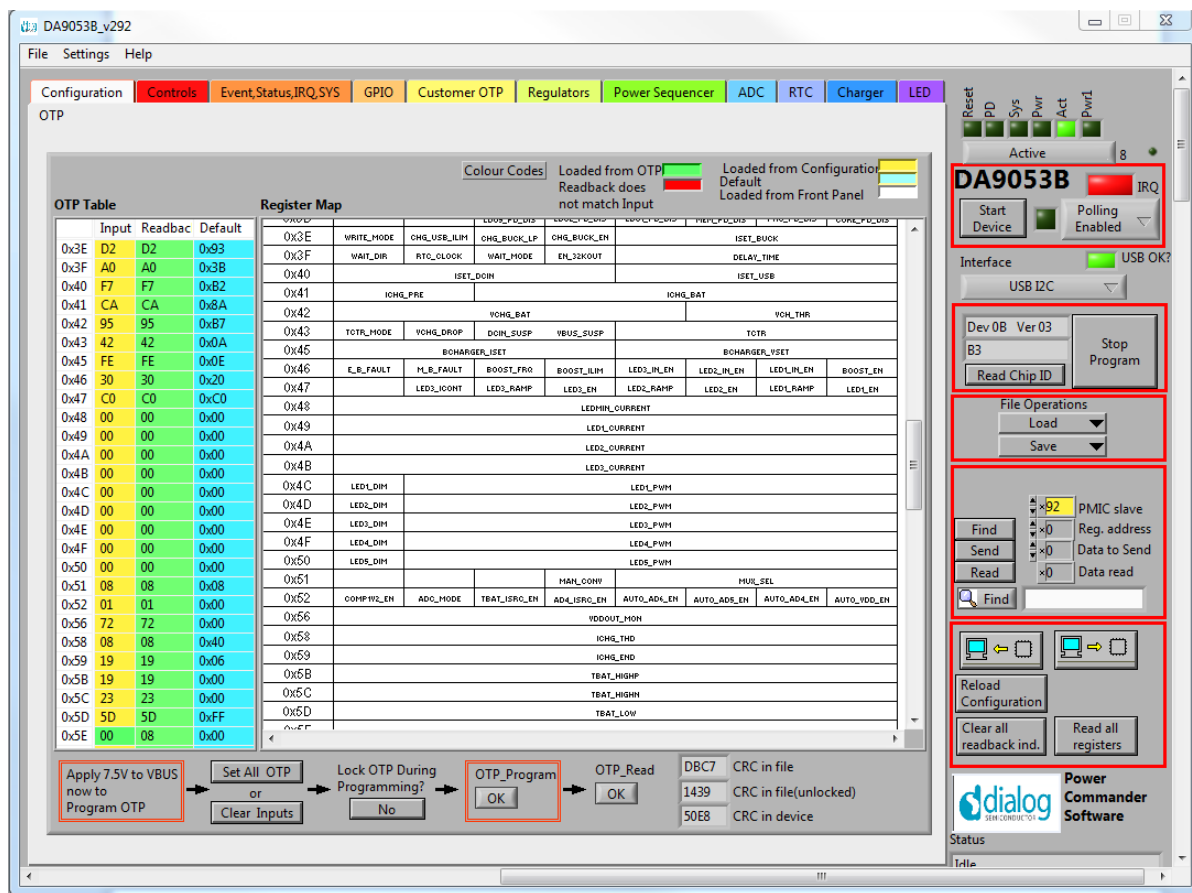 DA9053B_v292
File Settings Help
Configuration Controls Event,Status,IRQ,SYS GPIO Customer OTP Regulators Power Sequencer ADC RTC Charger LED
OTP
Colour Codes
Loaded from OTP
Readback does
not match Input
Loaded from Configuration
Default
Loaded from Front Panel
OTP Table
Input Readbac Default
0x3E D2 D2 0x93
0x3F A0 A0 0x3B
0x40 F7 F7 0xB2
0x41 CA CA 0x8A
0x42 95 95 0xB7
0x43 42 42 0x0A
0x45 FE FE 0x0E
0x46 30 30 0x20
0x47 C0 C0 0xC0
0x48 00 00 0x00
0x49 00 00 0x00
0x4A 00 00 0x00
0x4B 00 00 0x00
0x4C 00 00 0x00
0x4D 00 00 0x00
0x4E 00 00 0x00
0x4F 00 00 0x00
0x50 00 00 0x00
0x51 08 08 0x08
0x52 01 01 0x00
0x56 72 72 0x00
0x58 08 08 0x40
0x59 19 19 0x06
0x5B 19 19 0x00
0x5C 23 23 0x00
0x5D 5D 5D 0xFF
0x5E 00 08 0x00
Register Map
0x3E WRITE_MODE CHG_USB_ILIM CHG_BUCK_LP CHG_BUCK_EN ISET_BUCK
0x3F WAIT_DIR RTC_CLOCK WAIT_MODE EN_32KOUT DELAY_TIME
0x40 ISET_DCIN ISET_USB
0x41 ICHG_PRE ICHG_BAT
0x42 VCHG_BAT VCH_THR
0x43 TCTR_MODE VCHG_DROP DCIN_SUSP VBUS_SUSP TCTR
0x45 BCHARGER_ISET BCHARGER_VSET
0x46 E_B_FAULT M_B_FAULT BOOST_FRQ BOOST_ILIM LED3_IN_EN LED2_IN_EN LED1_IN_EN BOOST_EN
0x47 LED3_ICONT LED3_RAMP LED3_EN LED2_RAMP LED2_EN LED1_RAMP LED1_EN
0x48 LEDMIN_CURRENT
0x49 LED1_CURRENT
0x4A LED2_CURRENT
0x4B LED3_CURRENT
0x4C LED1_DIM LED1_PWM
0x4D LED2_DIM LED2_PWM
0x4E LED3_DIM LED3_PWM
0x4F LED4_DIM LED4_PWM
0x50 LED5_DIM LED5_PWM
0x51 MAN_CONV MUX_SEL
0x52 COMP1V2_EN ADC_MODE TBAT_ISRC_EN AD4_ISRC_EN AUTO_AD6_EN AUTO_AD5_EN AUTO_AD4_EN AUTO_VDD_EN
0x56 VDDOUT_MON
0x58 ICHG_THD
0x59 ICHG_END
0x5B TBAT_HIGHP
0x5C TBAT_HIGHN
0x5D TBAT_LOW
Apply 7.5V to VBUS
now to
Program OTP
Set All OTP
or
Clear Inputs
Lock OTP During
Programming?
No
OTP_Program
OK
OTP_Read
OK
DBC7 CRC in file
1439 CRC in file(unlocked)
50E8 CRC in device
Reset PD Sys Pwr Act Pwr1
Active 8
DA9053B IRQ
Start
Device
Polling
Enabled
Interface USB OK?
USB I2C
Dev 0B Ver 03
B3
Read Chip ID
Stop
Program
File Operations
Load
Save
×92 PMIC slave
Find ×0 Reg. address
Send ×0 Data to Send
Read ×0 Data read
Find
Reload
Configuration
Clear all
readback ind.
Read all
registers
dialog
SEMICONDUCTOR
Power
Commander
Software
Status
Idle